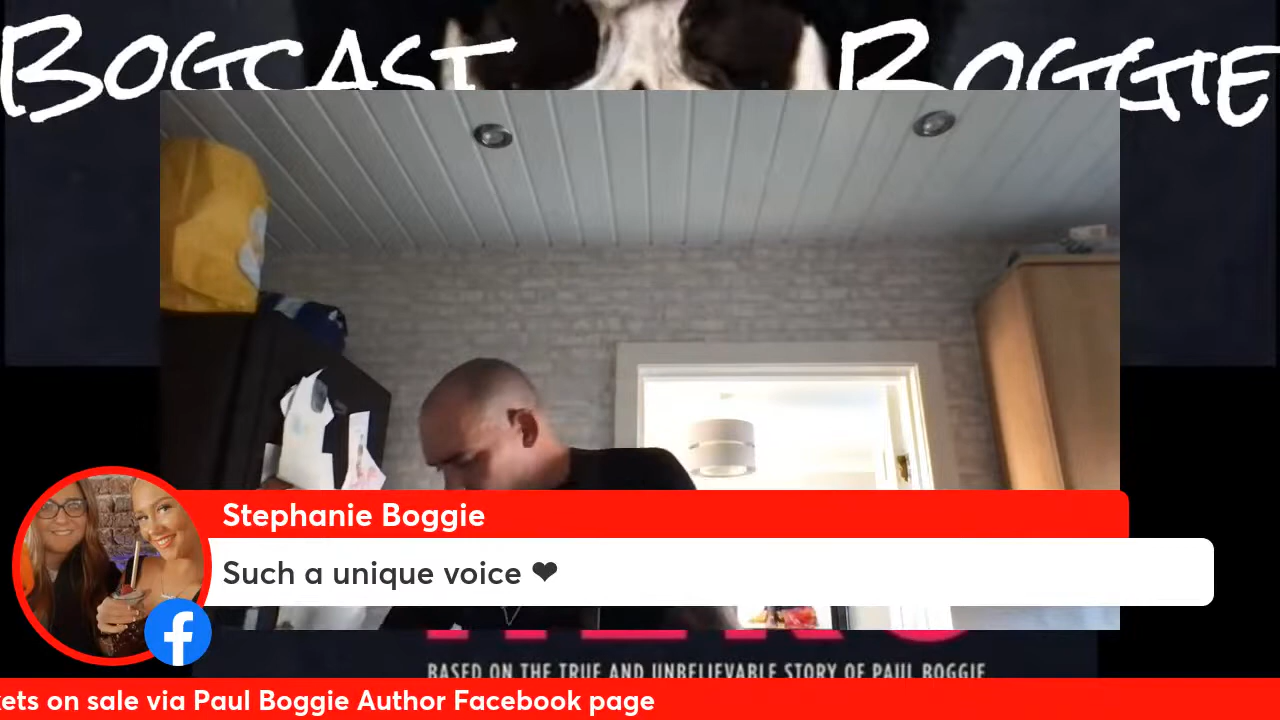 BOGCAST BOGGIE
Stephanie Boggie
Such a unique voice ❤
BASED ON THE TRUE AND UNBELIEVABLE STORY OF PAUL BOGGIE
on sale via Paul Boggie Author Facebook page